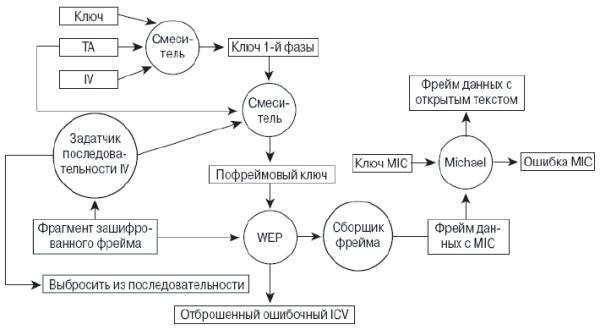 Ключ
TA
IV
Смеси-
тель
Ключ 1-й фазы
Смеси-
тель
Задатчик
последова-
тельности IV
Пофреймовый ключ
Фрейм данных с
открытым текстом
Ключ MIC
Michael
Ошибка MIC
Фрагмент зашифро-
ванного фрейма
WEP
Сборщик
фрейма
Фрейм дан-
ных с MIC
Выбросить из последовательности
Отброшенный ошибочный ICV